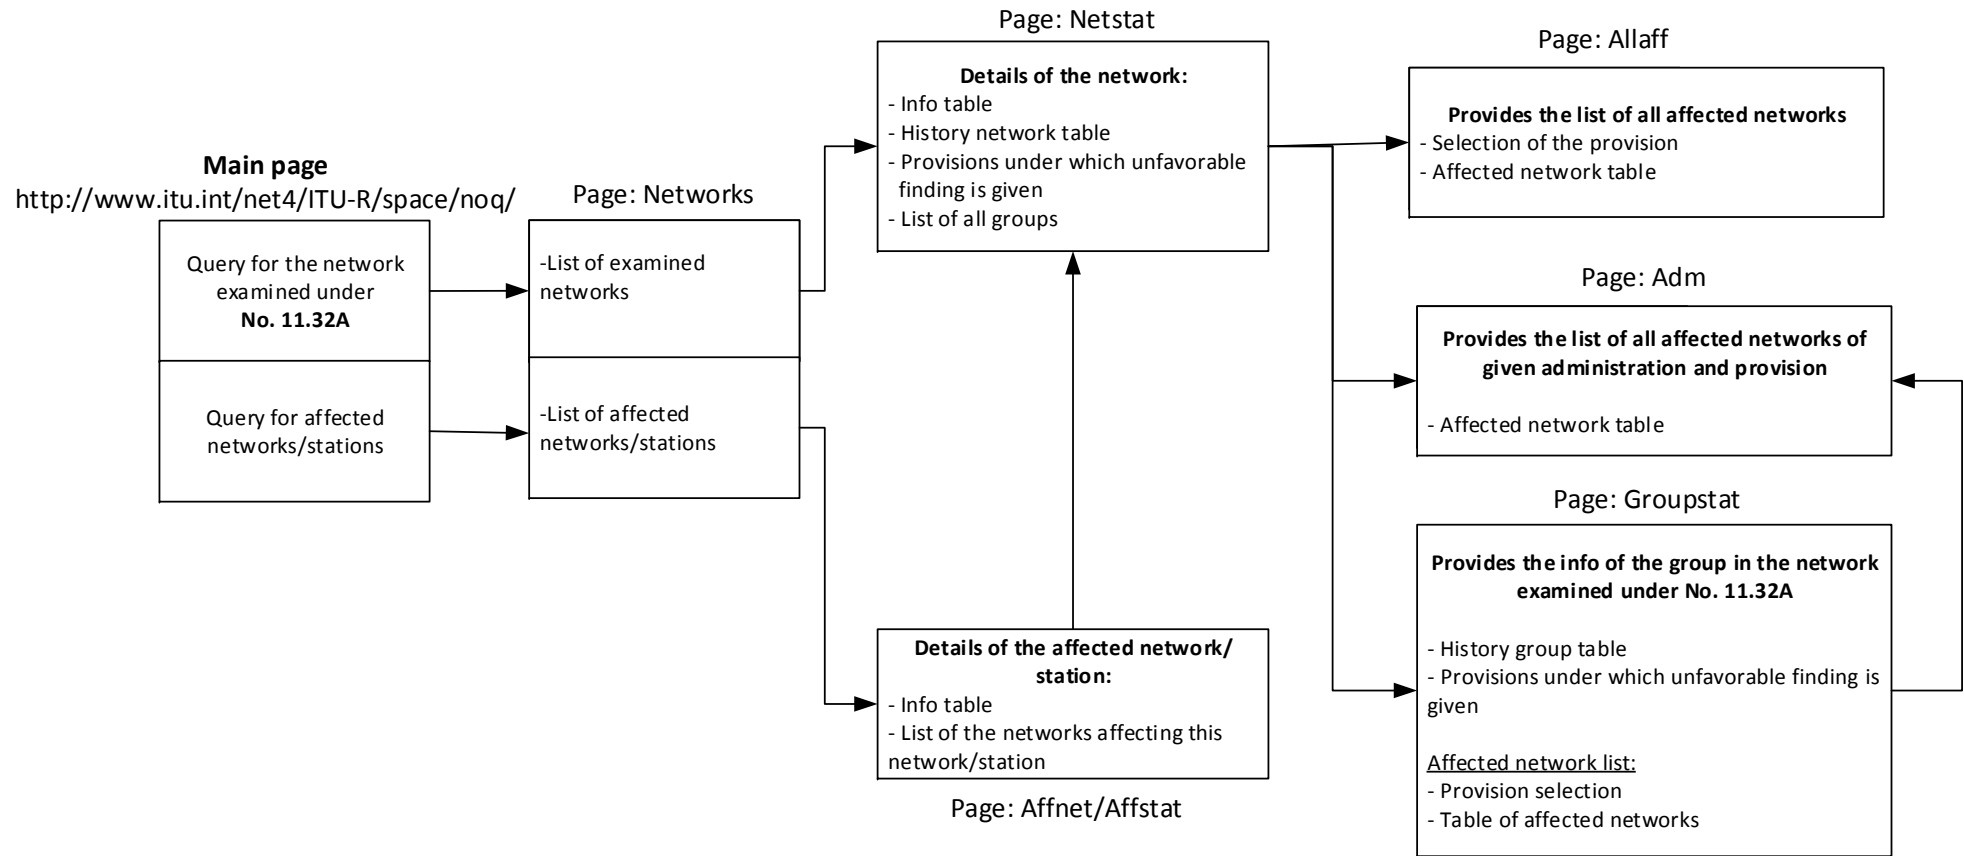 Main page
http://www.itu.int/net4/ITU-R/space/noq/
Query for the network
examined under
No. 11.32A
Query for affected
networks/stations
Page: Networks
-List of examined
networks
-List of affected
networks/stations
Page: Netstat
Details of the network:
- Info table
- History network table
- Provisions under which unfavorable
finding is given
- List of all groups
Details of the affected network/
station:
- Info table
- List of the networks affecting this
network/station
Page: Affnet/Affstat
Page: Allaff
Provides the list of all affected networks
- Selection of the provision
- Affected network table
Page: Adm
Provides the list of all affected networks of
given administration and provision
- Affected network table
Page: Groupstat
Provides the info of the group in the network
examined under No. 11.32A
- History group table
- Provisions under which unfavorable finding is
given
Affected network list:
- Provision selection
- Table of affected networks